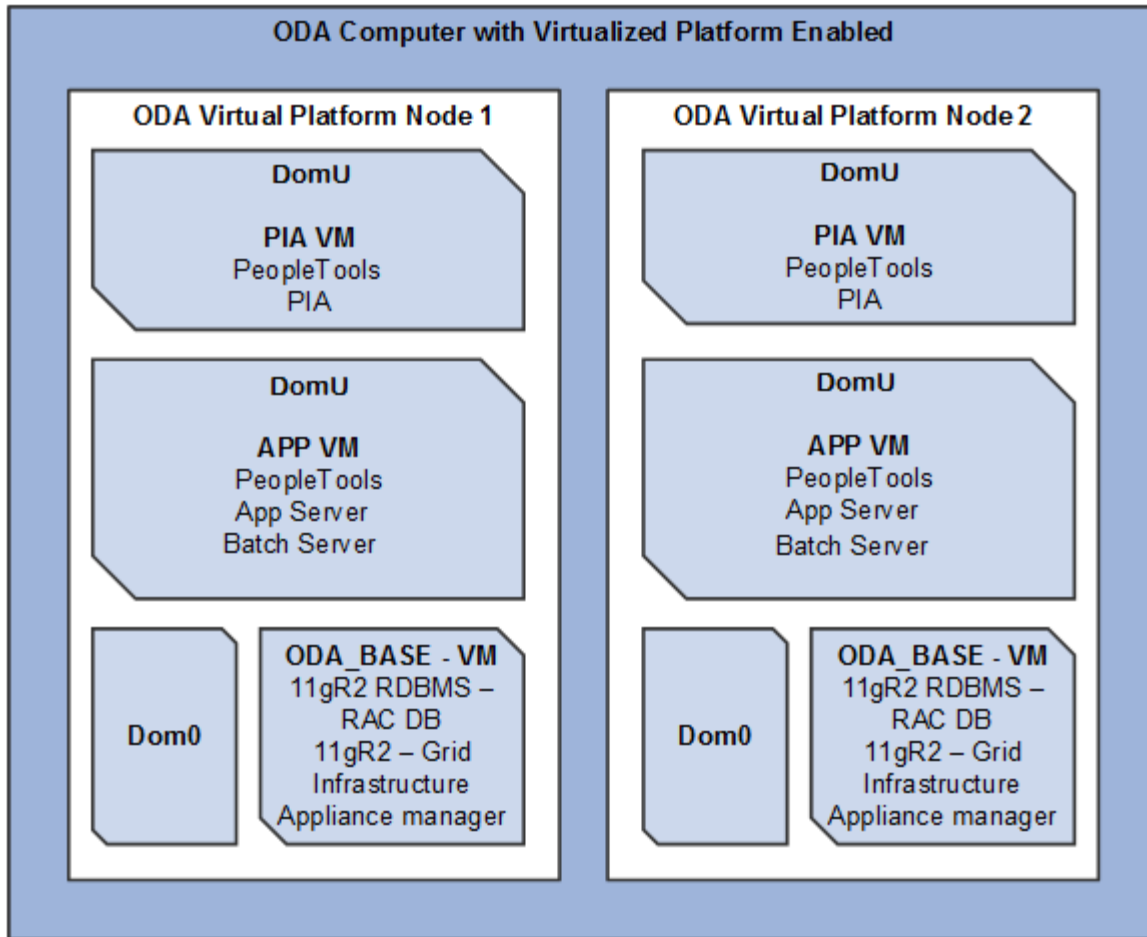 ODA Computer with Virtualized Platform Enabled
ODA Virtual Platform Node 1
DomU
PIA VM
PeopleTools
PIA
DomU
APP VM
PeopleTools
App Server
Batch Server
Dom0
ODA_BASE - VM
11gR2 RDBMS –
RAC DB
11gR2 – Grid
Infrastructure
Appliance manager
ODA Virtual Platform Node 2
DomU
PIA VM
PeopleTools
PIA
DomU
APP VM
PeopleTools
App Server
Batch Server
Dom0
ODA_BASE - VM
11gR2 RDBMS –
RAC DB
11gR2 – Grid
Infrastructure
Appliance manager